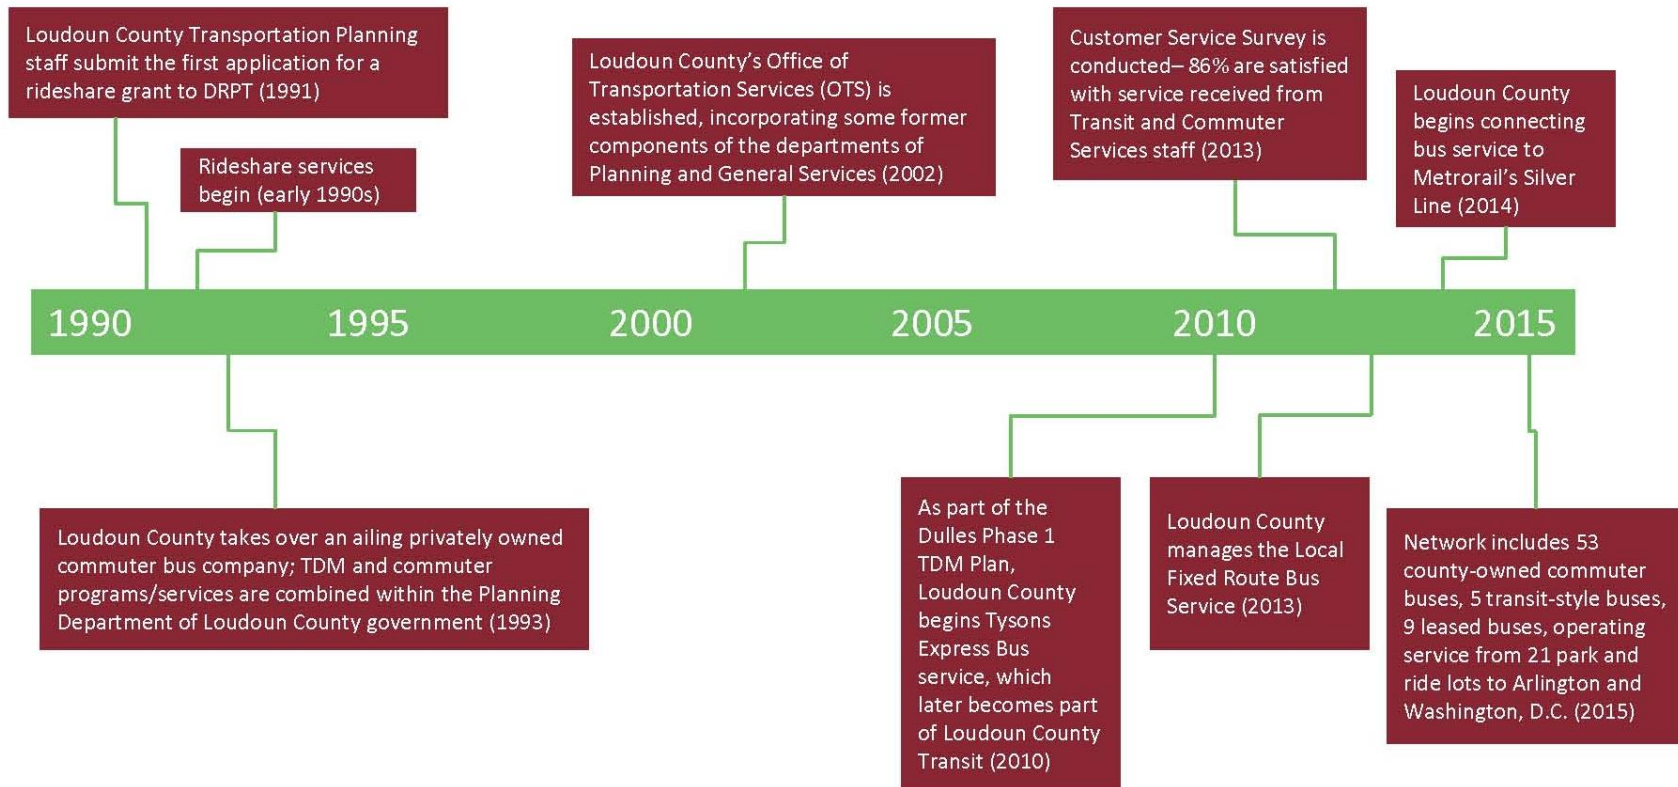 Loudoun County Transportation Planning
staff submit the first application for a
rideshare grant to DRPT (1991)
Rideshare services
begin (early 1990s)
Loudoun County’s Office of
Transportation Services (OTS) is
established, incorporating some former
components of the departments of
Planning and General Services (2002)
Customer Service Survey is
conducted– 86% are satisfied
with service received from
Transit and Commuter
Services staff (2013)
Loudoun County
begins connecting
bus service to
Metrorail’s Silver
Line (2014)
1990 1995 2000 2005 2010 2015
Loudoun County takes over an ailing privately owned
commuter bus company; TDM and commuter
programs/services are combined within the Planning
Department of Loudoun County government (1993)
As part of the
Dulles Phase 1
TDM Plan,
Loudoun County
begins Tysons
Express Bus
service, which
later becomes part
of Loudoun County
Transit (2010)
Loudoun County
manages the Local
Fixed Route Bus
Service (2013)
Network includes 53
county-owned commuter
buses, 5 transit-style buses,
9 leased buses, operating
service from 21 park and
ride lots to Arlington and
Washington, D.C. (2015)